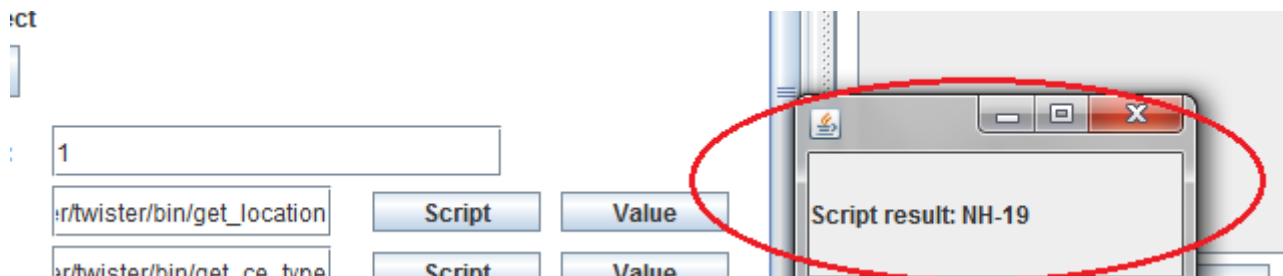 ect
1
er/twister/bin/get_location Script Value
Script result: NH-19
er/twister/bin/get_ce_type Script Value